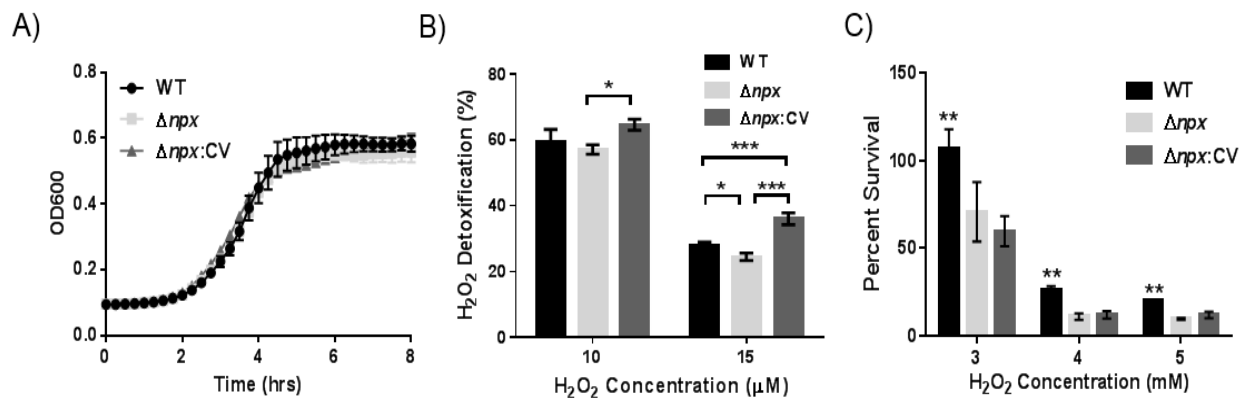 A)
WT
Δnpx
Δnpx:CV
0.8
0.6
0.4
0.2
0.0
OD600
0 2 4 6 8
Time (hrs)
B)
WT
Δnpx
Δnpx:CV
80
60
40
20
0
H₂O₂ Detoxification (%)
*
***
* ***
10 15
H₂O₂ Concentration (µM)
C)
WT
Δnpx
Δnpx:CV
150
100
50
0
Percent Survival
**
**
**
3 4 5
H₂O₂ Concentration (mM)